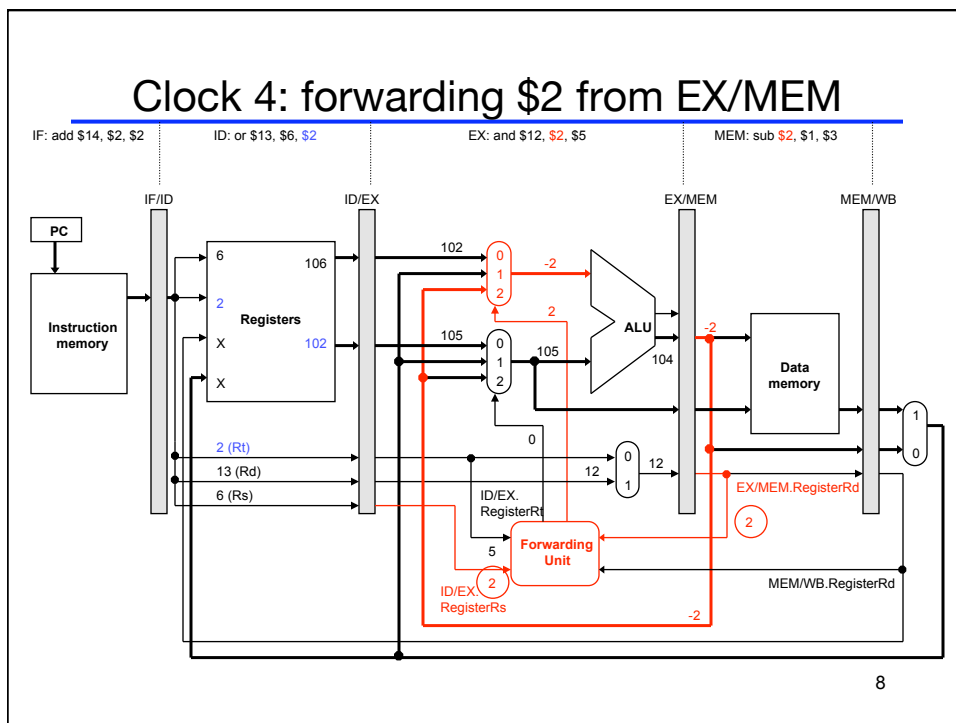 Clock 4: forwarding $2 from EX/MEM
IF: add $14, $2, $2
ID: or $13, $6, $2
EX: and $12, $2, $5
MEM: sub $2, $1, $3
IF/ID
ID/EX
EX/MEM
MEM/WB
PC
Instruction
memory
6
2
X
X
Registers
106
102
102
105
0
1
2
-2
2
0
1
2
105
ALU
104
-2
Data
memory
1
0
2 (Rt)
13 (Rd)
6 (Rs)
0
12
0
1
12
ID/EX.
RegisterRt
EX/MEM.RegisterRd
2
5
Forwarding
Unit
2
ID/EX.
RegisterRs
MEM/WB.RegisterRd
-2
8